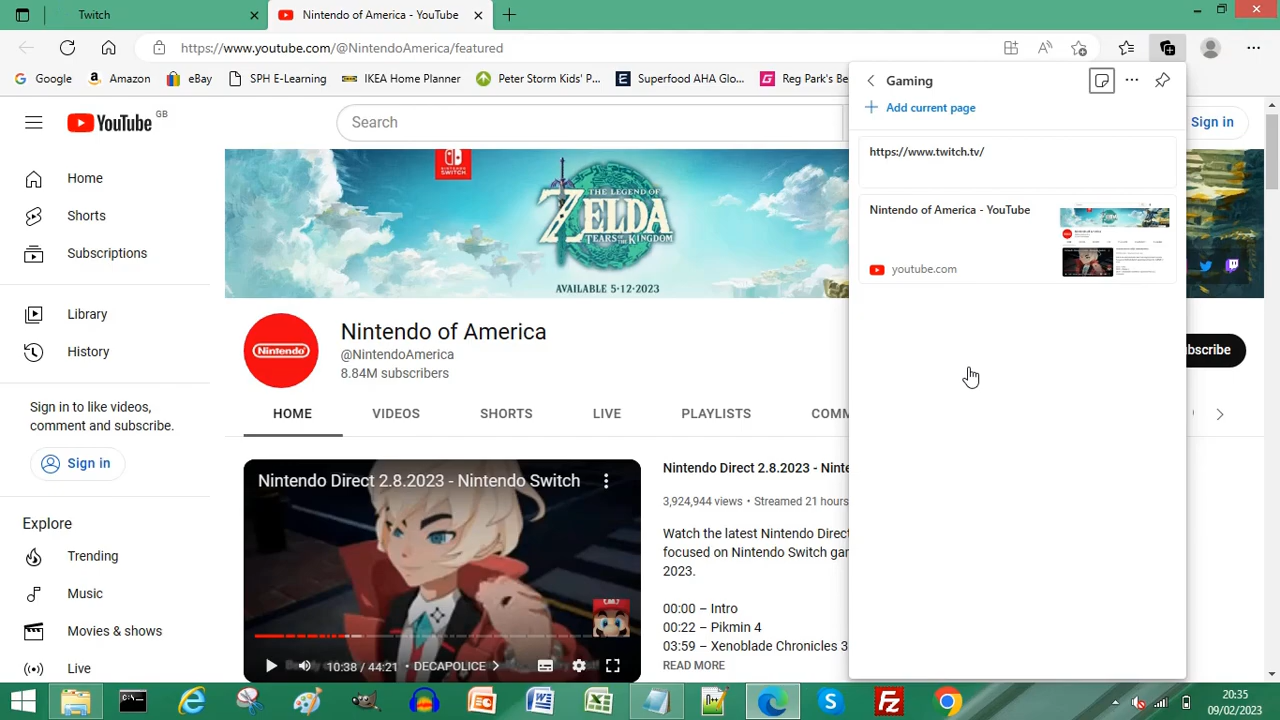 Twitch
Nintendo of America - YouTube
https://www.youtube.com/@NintendoAmerica/featured
Google
Amazon
eBay
SPH E-Learning
IKEA Home Planner
Peter Storm Kids' P...
Superfood AHA Glo...
Reg Park's Be
YouTube GB
Search
Sign in
Gaming
Add current page
https://www.twitch.tv/
Nintendo of America - YouTube
youtube.com
Home
Shorts
Subscriptions
Library
History
Sign in to like videos,
comment and subscribe.
Sign in
Explore
Trending
Music
Movies & shows
Live
NINTENDO
SWITCH
THE LEGEND OF
ZELDA
TEARS OF THE KINGDOM
AVAILABLE 5·12·2023
Nintendo
Nintendo of America
@NintendoAmerica
8.84M subscribers
bscribe
HOME
VIDEOS
SHORTS
LIVE
PLAYLISTS
COMM
Nintendo Direct 2.8.2023 - Nintendo Switch
10:38 / 44:21 • DECAPOLICE
Nintendo Direct 2.8.2023 - Ninte
3,924,944 views • Streamed 21 hours
Watch the latest Nintendo Direct
focused on Nintendo Switch gam
2023.
00:00 – Intro
00:22 – Pikmin 4
03:59 – Xenoblade Chronicles 3
READ MORE
20:35
09/02/2023